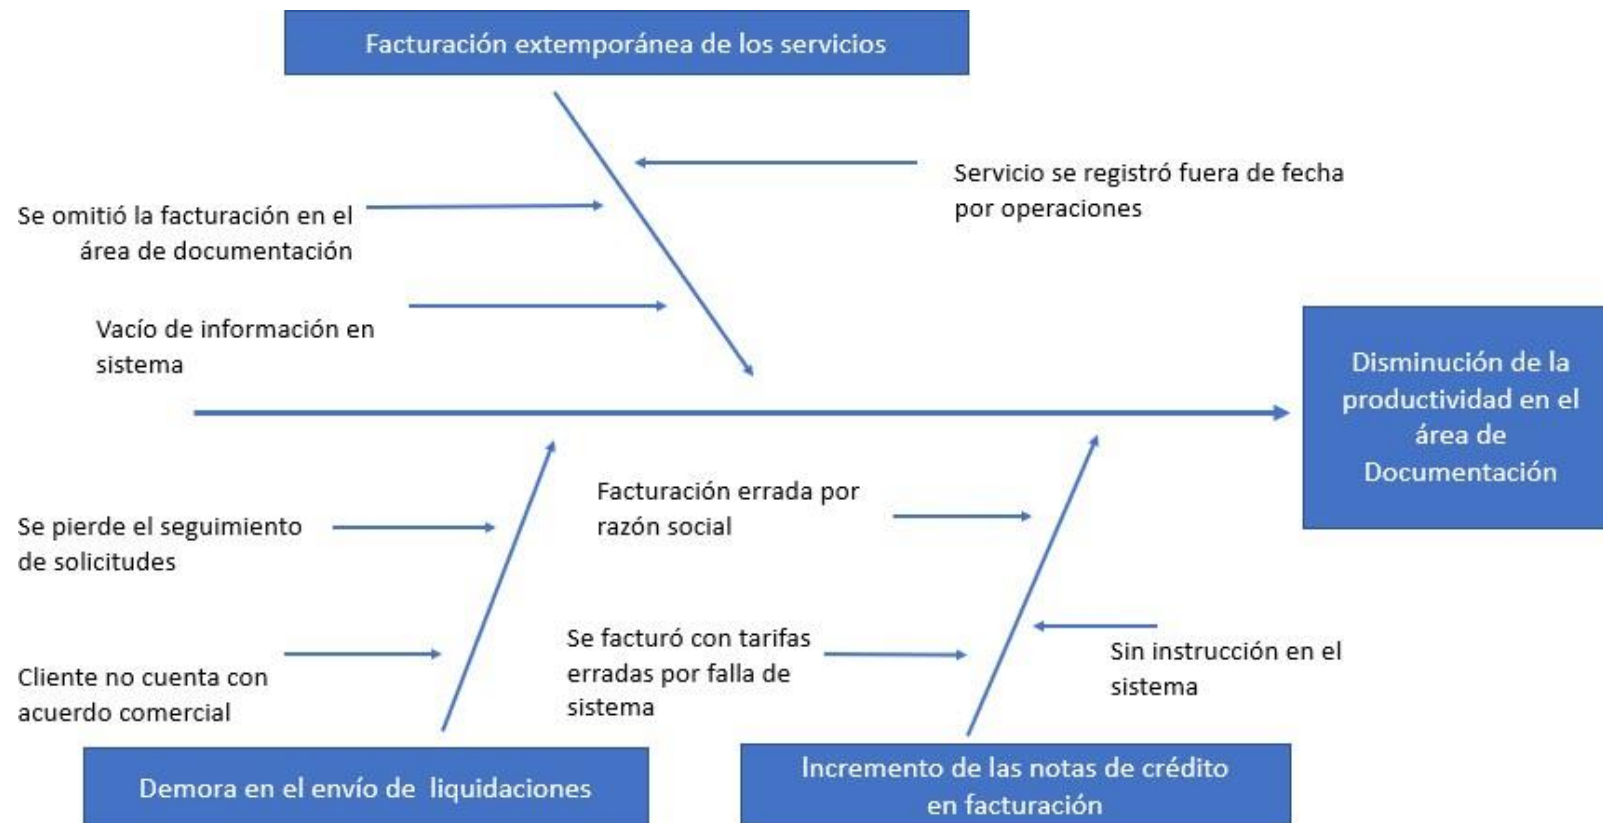 Facturación extemporánea de los servicios
Servicio se registró fuera de fecha
por operaciones
Se omitió la facturación en el
área de documentación
Vacío de información en
sistema
Disminución de la
productividad en el
área de
Documentación
Facturación errada por
razón social
Se pierde el seguimiento
de solicitudes
Se facturó con tarifas
erradas por falla de
sistema
Sin instrucción en el
sistema
Cliente no cuenta con
acuerdo comercial
Demora en el envío de liquidaciones
Incremento de las notas de crédito
en facturación